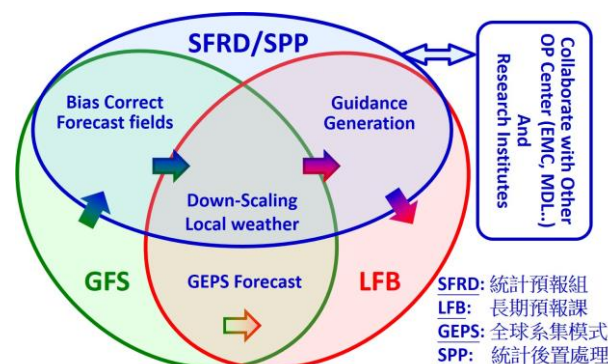 SFRD/SPP
Bias Correct
Forecast fields
Guidance
Generation
Down-Scaling
Local weather
GFS
GEPS Forecast
LFB
Collaborate with Other
OP Center (EMC, MDL..)
And
Research Institutes
SFRD: 統計預報組
LFB: 長期預報課
GEPS: 全球系集模式
SPP: 統計後置處理